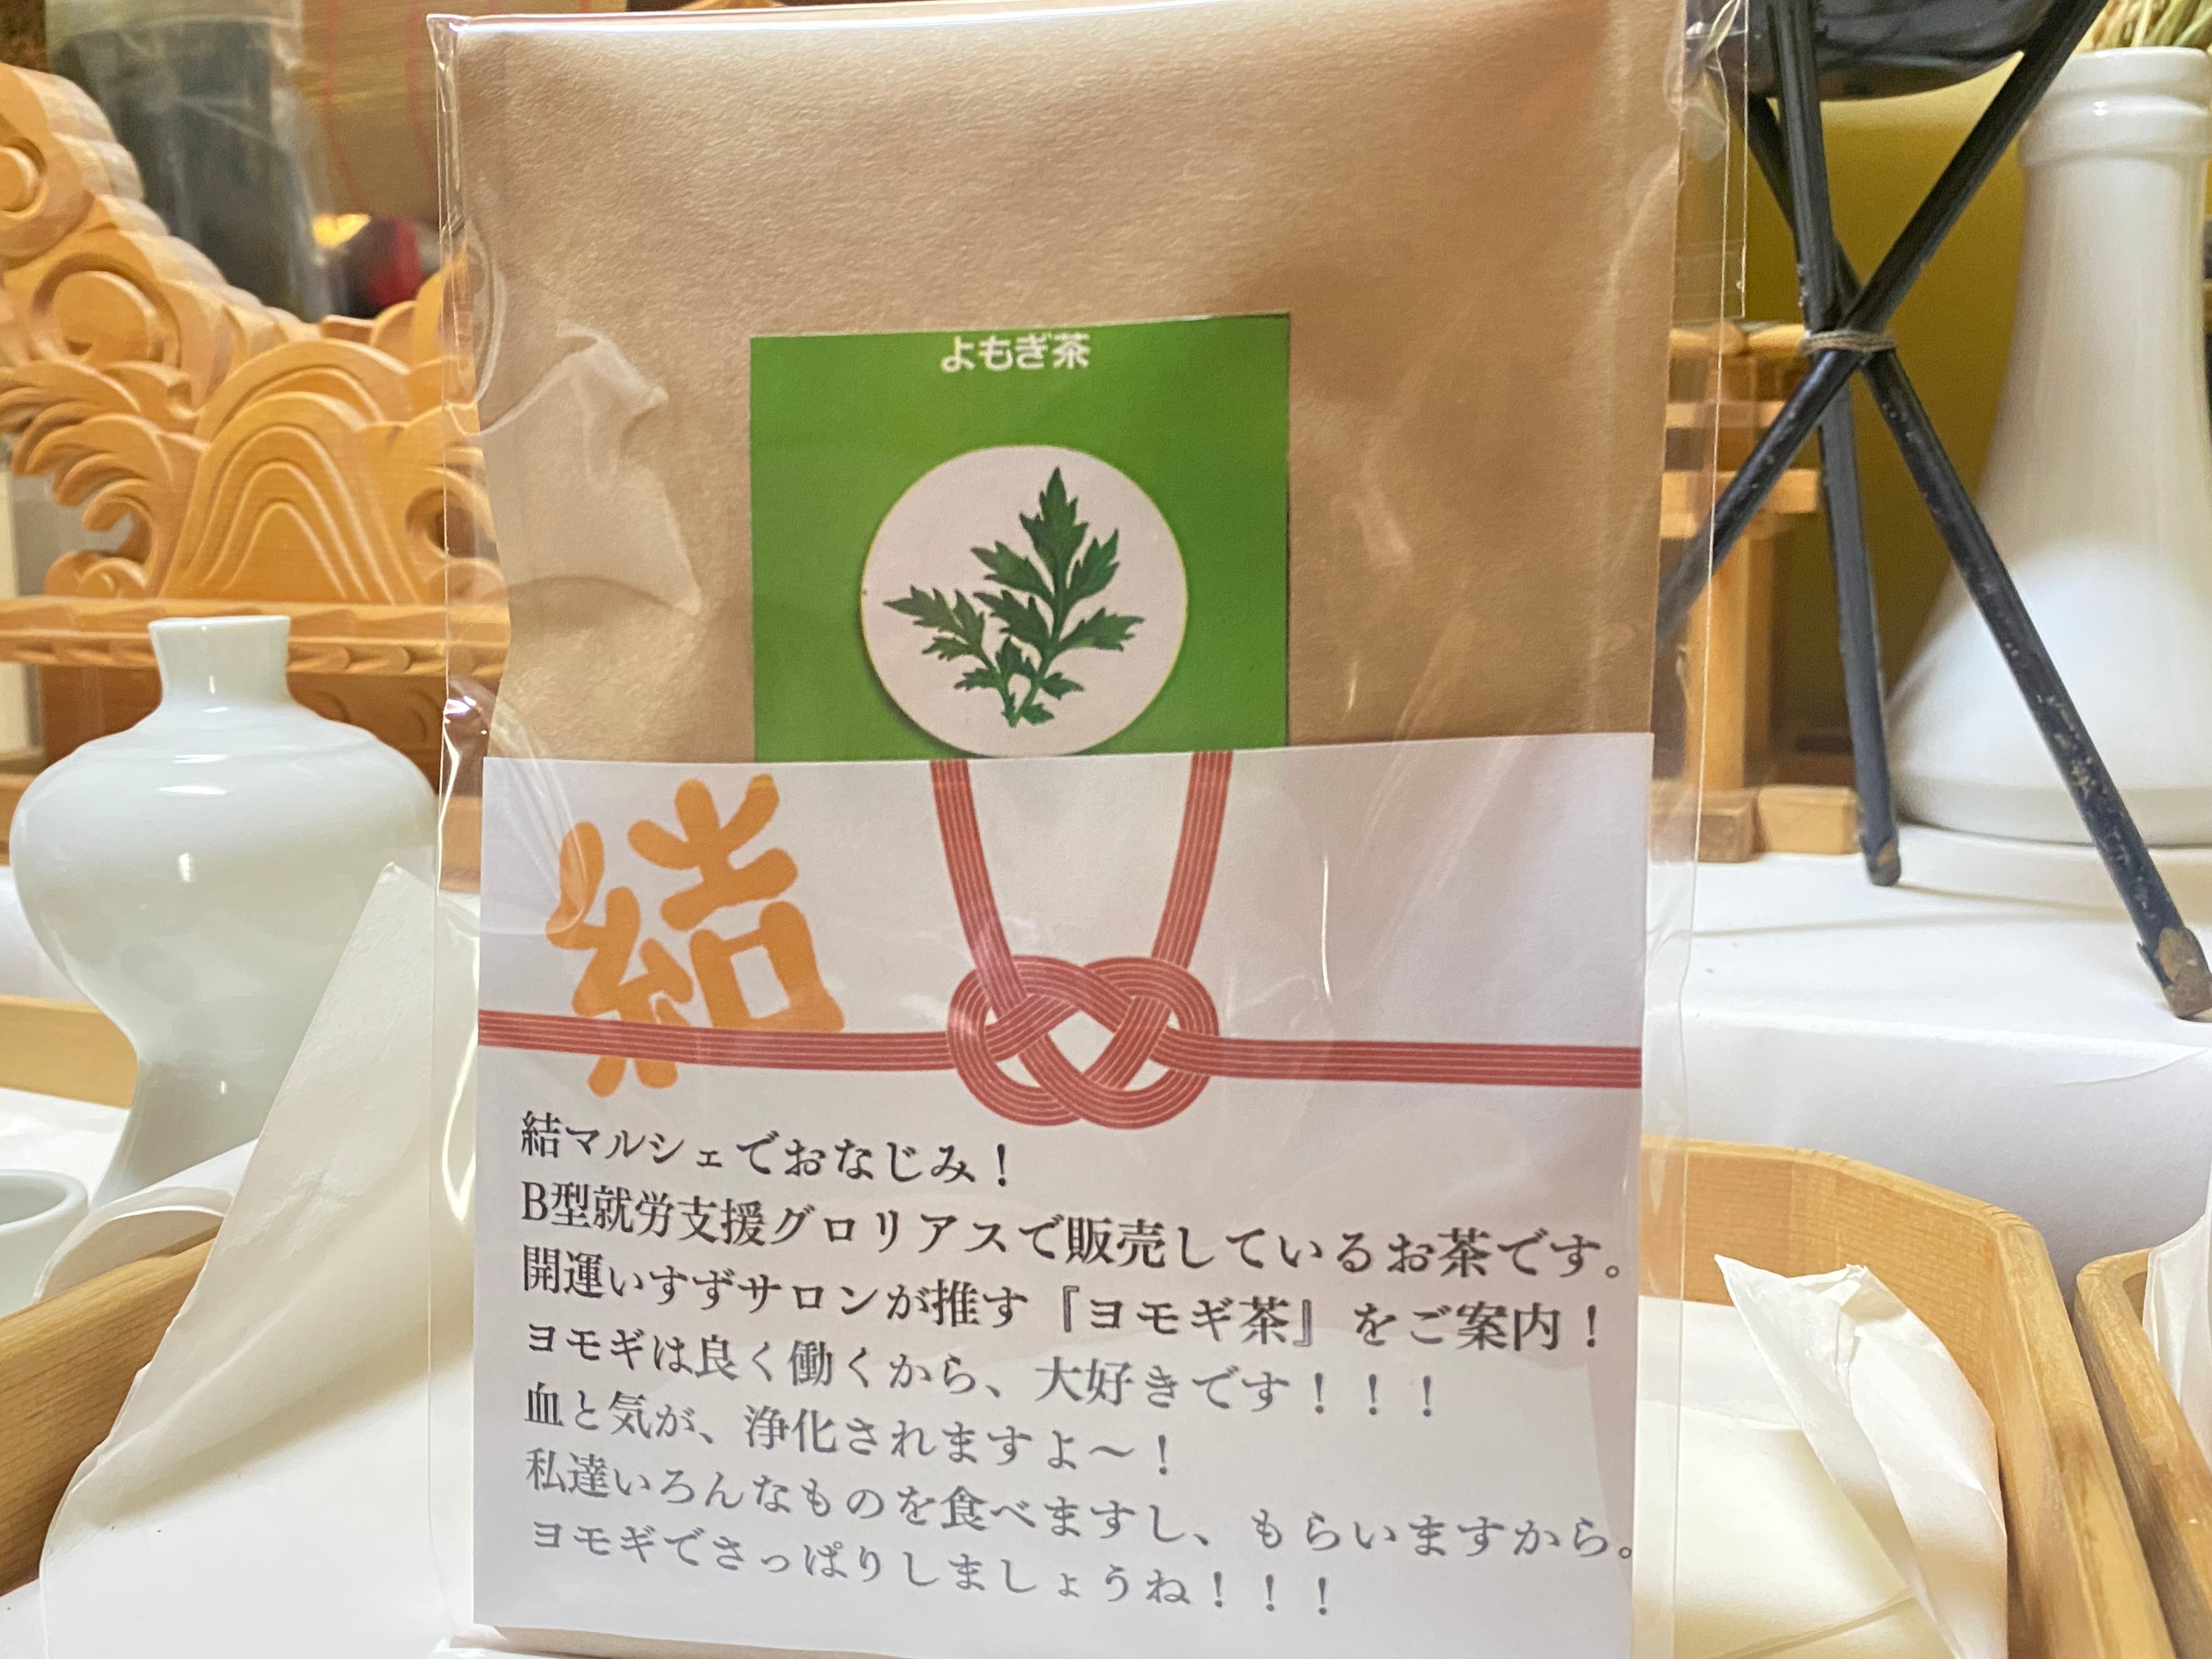 よもぎ茶
結
結マルシェでおなじみ！
B型就労支援グロリアスで販売しているお茶です。
開運いすずサロンが推す『ヨモギ茶』をご案内！
ヨモギは良く働くから、大好きです！！！
血と気が、浄化されますよ～！
私達いろんなものを食べますし、もらいますから。
ヨモギでさっぱりしましょうね！！！